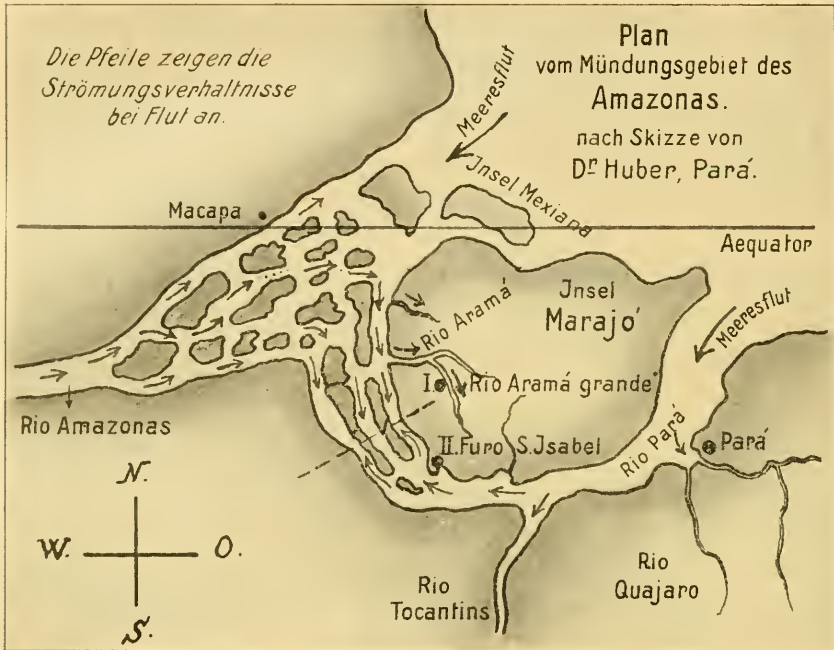 Die Pfeile zeigen die
Strömungsverhaltnisse
bei Flut an.
Plan
vom Mündungsgebiet des
Amazonas.
nach Skizze von
Dr Huber, Pará.
Meeresflut
Jnsel Mexiana
Macapa
Aequator
Jnsel
Marajó
Rio Aramá
Meeresflut
I.
Rio Aramá grande
Rio Amazonas
II. Furo S. Jsabel
Rio Pará
Pará
N.
W. O.
S.
Rio
Tocantins
Rio
Quajaro